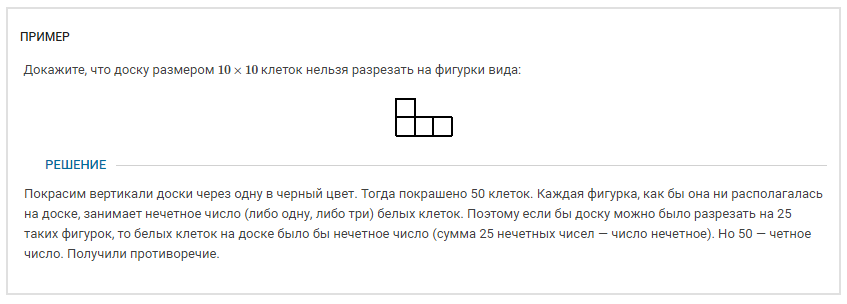 ПРИМЕР
Докажите, что доску размером 10 × 10 клеток нельзя разрезать на фигурки вида:
РЕШЕНИЕ
Покрасим вертикали доски через одну в черный цвет. Тогда покрашено 50 клеток. Каждая фигурка, как бы она ни располагалась
на доске, занимает нечетное число (либо одну, либо три) белых клеток. Поэтому если бы доску можно было разрезать на 25
таких фигурок, то белых клеток на доске было бы нечетное число (сумма 25 нечетных чисел — число нечетное). Но 50 — четное
число. Получили противоречие.